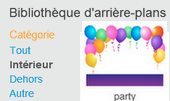 Bibliothèque d'arrière-plans
Catégorie
Tout
Intérieur
Dehors
Autre
party